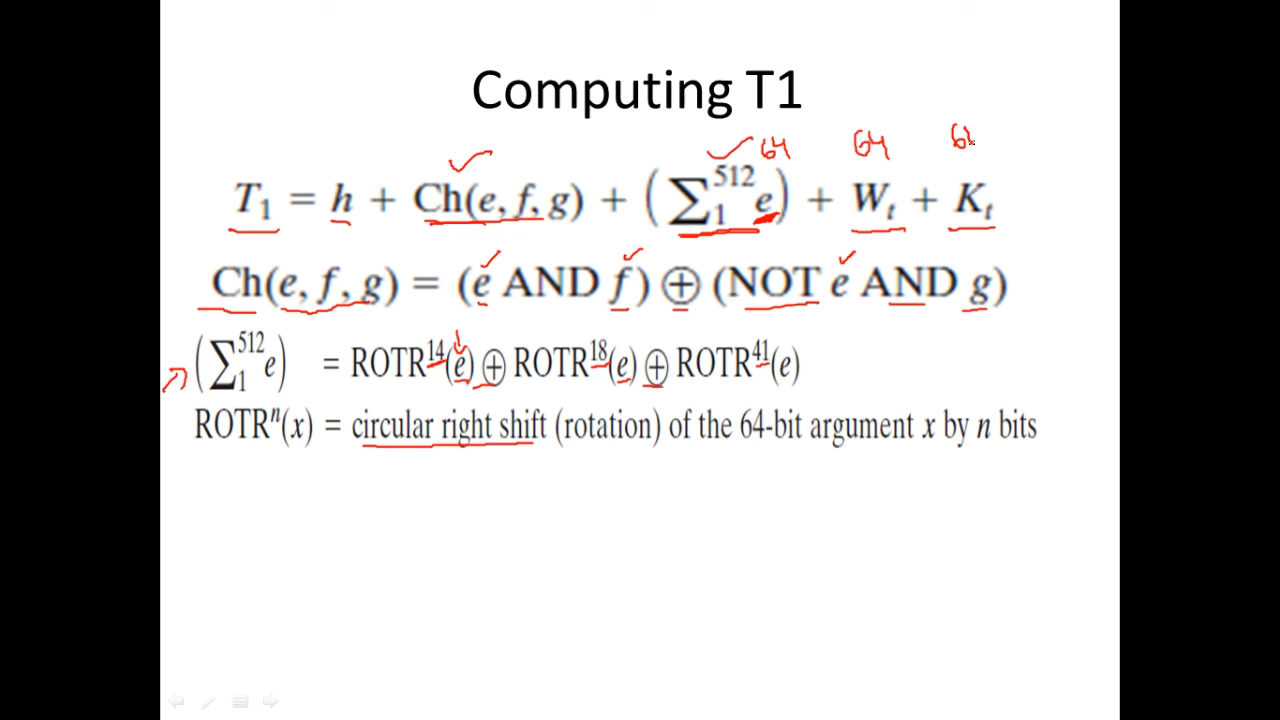 Computing T1
64 64
T₁ = h + Ch(e, f, g) + (∑₁⁵¹² e) + Wₜ + Kₜ
Ch(e, f, g) = (e AND f) ⊕ (NOT e AND g)
(∑₁⁵¹² e) = ROTR¹⁴(e) ⊕ ROTR¹⁸(e) ⊕ ROTR⁴¹(e)
ROTRⁿ(x) = circular right shift (rotation) of the 64-bit argument x by n bits